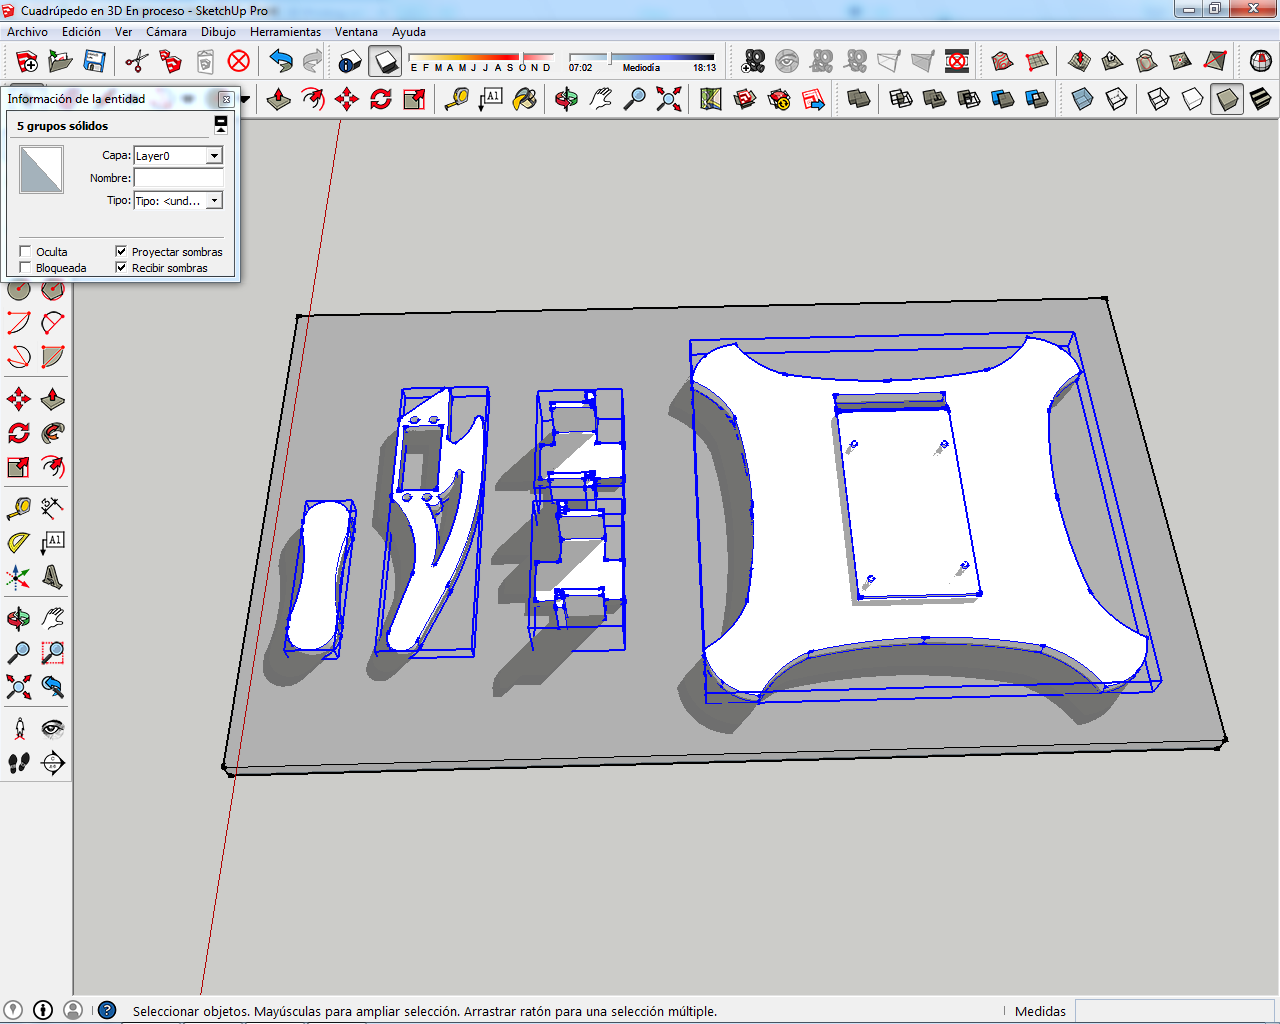 Cuadrúpedo en 3D En proceso - SketchUp Pro
Archivo Edición Ver Cámara Dibujo Herramientas Ventana Ayuda
E F M A M J J A S O N D
07:02 Mediodía 18:13
Información de la entidad
A1
5 grupos sólidos
Capa: Layer0
Nombre:
Tipo: Tipo: <und...
Oculta Proyectar sombras
Bloqueada Recibir sombras
A1
Seleccionar objetos. Mayúsculas para ampliar selección. Arrastrar ratón para una selección múltiple. Medidas